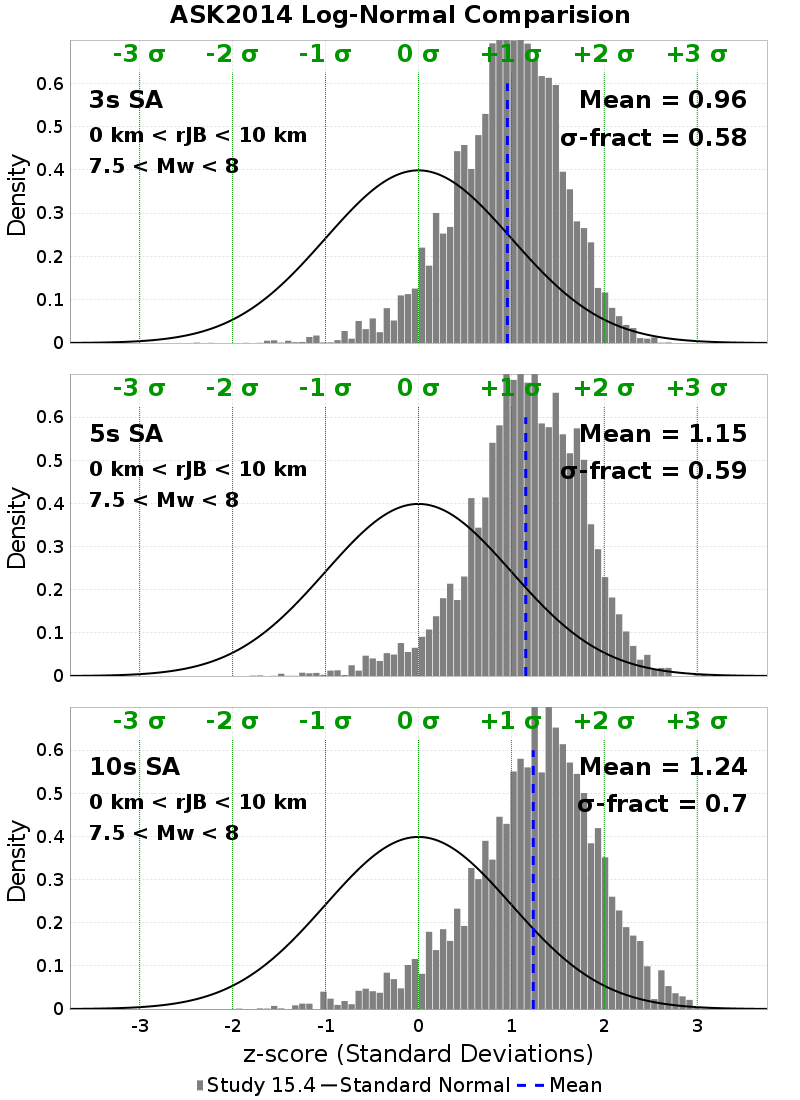 ASK2014 Log-Normal Comparision
-3 σ -2 σ -1 σ 0 σ +1 σ +2 σ +3 σ
3s SA
Mean = 0.96
0 km < rJB < 10 km
σ-fract = 0.58
7.5 < Mw < 8
0.6
0.5
0.4
0.3
0.2
0.1
0
Density
-3 σ -2 σ -1 σ 0 σ +1 σ +2 σ +3 σ
5s SA
Mean = 1.15
0 km < rJB < 10 km
σ-fract = 0.59
7.5 < Mw < 8
0.6
0.5
0.4
0.3
0.2
0.1
0
Density
-3 σ -2 σ -1 σ 0 σ +1 σ +2 σ +3 σ
10s SA
Mean = 1.24
0 km < rJB < 10 km
σ-fract = 0.7
7.5 < Mw < 8
0.6
0.5
0.4
0.3
0.2
0.1
0
Density
-3 -2 -1 0 1 2 3
z-score (Standard Deviations)
Study 15.4 Standard Normal Mean